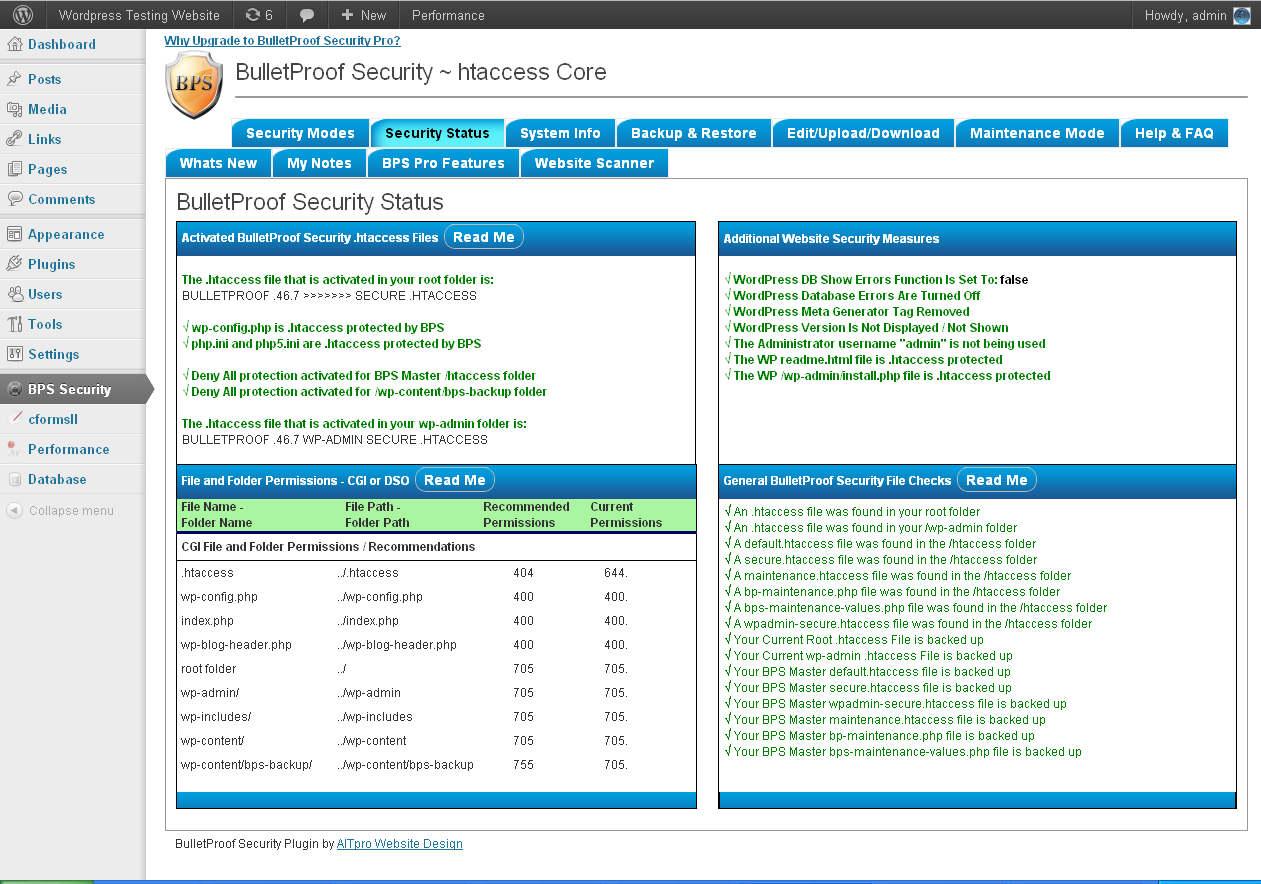 Wordpress Testing Website 6 + New Performance Howdy, admin
Dashboard
Posts
Media
Links
Pages
Comments
Appearance
Plugins
Users
Tools
Settings
BPS Security
cformsII
Performance
Database
Collapse menu
Why Upgrade to BulletProof Security Pro?
BPS
BulletProof Security ~ htaccess Core
Security Modes Security Status System Info Backup & Restore Edit/Upload/Download Maintenance Mode Help & FAQ
Whats New My Notes BPS Pro Features Website Scanner
BulletProof Security Status
Activated BulletProof Security .htaccess Files Read Me
The .htaccess file that is activated in your root folder is:
BULLETPROOF .46.7 >>>>>>> SECURE .HTACCESS
√ wp-config.php is .htaccess protected by BPS
√ php.ini and php5.ini are .htaccess protected by BPS
√ Deny All protection activated for BPS Master /htaccess folder
√ Deny All protection activated for /wp-content/bps-backup folder
The .htaccess file that is activated in your wp-admin folder is:
BULLETPROOF .46.7 WP-ADMIN SECURE .HTACCESS
Additional Website Security Measures
√ WordPress DB Show Errors Function Is Set To: false
√ WordPress Database Errors Are Turned Off
√ WordPress Meta Generator Tag Removed
√ WordPress Version Is Not Displayed / Not Shown
√ The Administrator username "admin" is not being used
√ The WP readme.html file is .htaccess protected
√ The WP /wp-admin/install.php file is .htaccess protected
File and Folder Permissions - CGI or DSO Read Me
File Name - File Path - Recommended Current
Folder Name Folder Path Permissions Permissions
CGI File and Folder Permissions / Recommendations
.htaccess ../.htaccess 404 644.
wp-config.php ../wp-config.php 400 400.
index.php ../index.php 400 400.
wp-blog-header.php ../wp-blog-header.php 400 400.
root folder ../ 705 705.
wp-admin/ ../wp-admin 705 705.
wp-includes/ ../wp-includes 705 705.
wp-content/ ../wp-content 705 705.
wp-content/bps-backup/ ../wp-content/bps-backup 755 705.
General BulletProof Security File Checks Read Me
√ An .htaccess file was found in your root folder
√ An .htaccess file was found in your /wp-admin folder
√ A default.htaccess file was found in the /htaccess folder
√ A secure.htaccess file was found in the /htaccess folder
√ A maintenance.htaccess file was found in the /htaccess folder
√ A bp-maintenance.php file was found in the /htaccess folder
√ A bps-maintenance-values.php file was found in the /htaccess folder
√ A wpadmin-secure.htaccess file was found in the /htaccess folder
√ Your Current Root .htaccess File is backed up
√ Your Current wp-admin .htaccess File is backed up
√ Your BPS Master default.htaccess file is backed up
√ Your BPS Master secure.htaccess file is backed up
√ Your BPS Master wpadmin-secure.htaccess file is backed up
√ Your BPS Master maintenance.htaccess file is backed up
√ Your BPS Master bp-maintenance.php file is backed up
√ Your BPS Master bps-maintenance-values.php file is backed up
BulletProof Security Plugin by AITpro Website Design